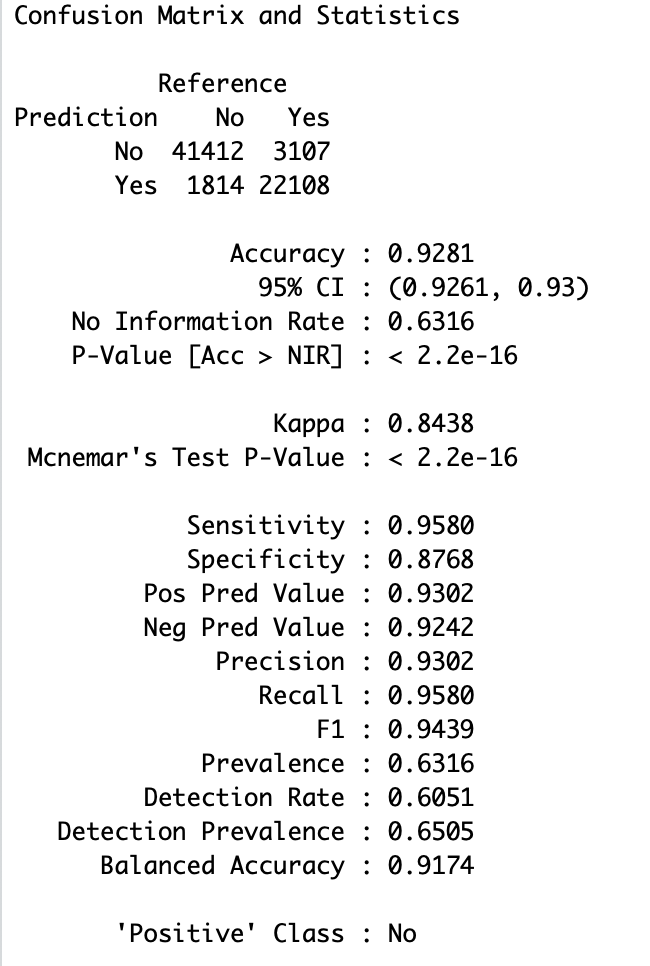 Confusion Matrix and Statistics
Reference
Prediction No Yes
No 41412 3107
Yes 1814 22108
Accuracy : 0.9281
95% CI : (0.9261, 0.93)
No Information Rate : 0.6316
P-Value [Acc > NIR] : < 2.2e-16
Kappa : 0.8438
Mcnemar's Test P-Value : < 2.2e-16
Sensitivity : 0.9580
Specificity : 0.8768
Pos Pred Value : 0.9302
Neg Pred Value : 0.9242
Precision : 0.9302
Recall : 0.9580
F1 : 0.9439
Prevalence : 0.6316
Detection Rate : 0.6051
Detection Prevalence : 0.6505
Balanced Accuracy : 0.9174
'Positive' Class : No